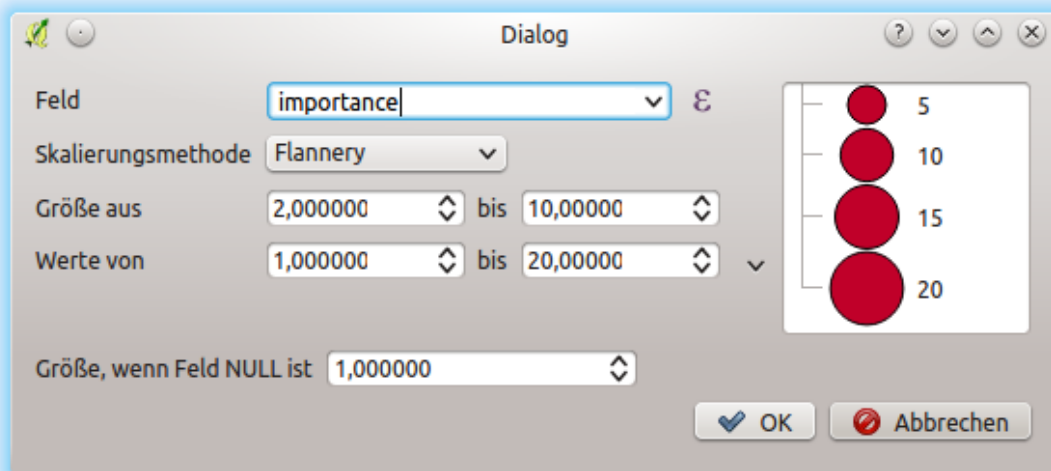 Dialog
Feld importance ε
Skalierungsmethode Flannery
Größe aus 2,000000 bis 10,00000
Werte von 1,000000 bis 20,00000
Größe, wenn Feld NULL ist 1,000000
5
10
15
20
OK Abbrechen